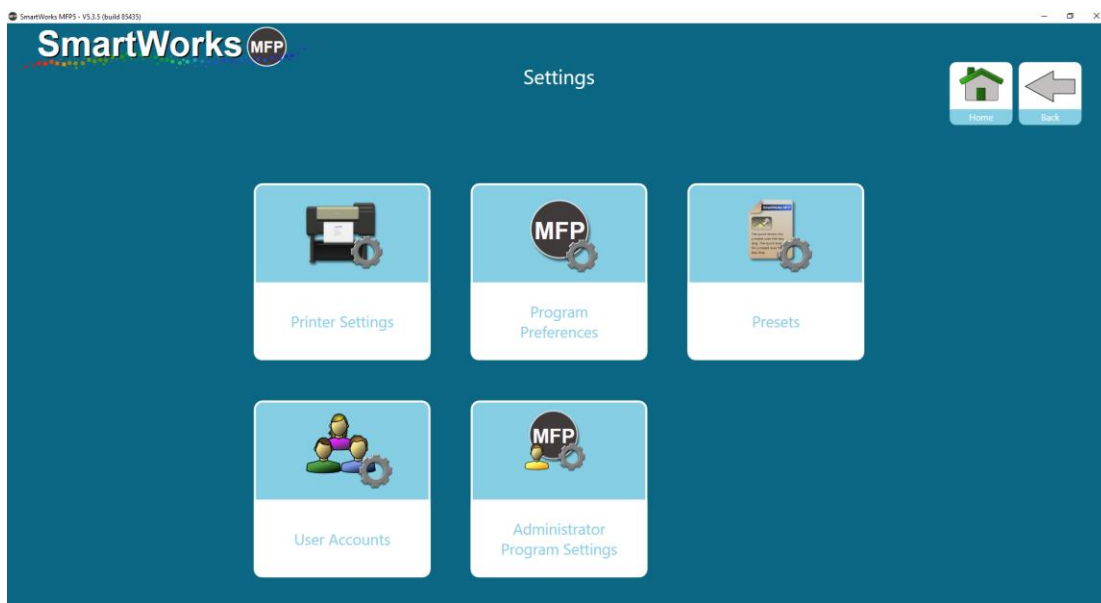 SmartWorks MFP5 - V5.3.5 (build 85435)
SmartWorks MFP
Settings
Home
Back
Printer Settings
MFP
Program
Preferences
Presets
User Accounts
MFP
Administrator
Program Settings